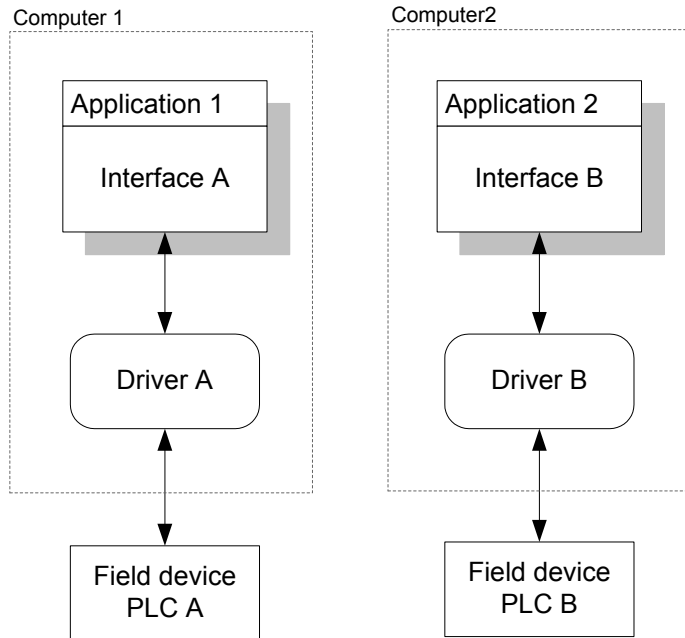 Computer 1
Application 1
Interface A
Driver A
Field device
PLC A
Computer2
Application 2
Interface B
Driver B
Field device
PLC B